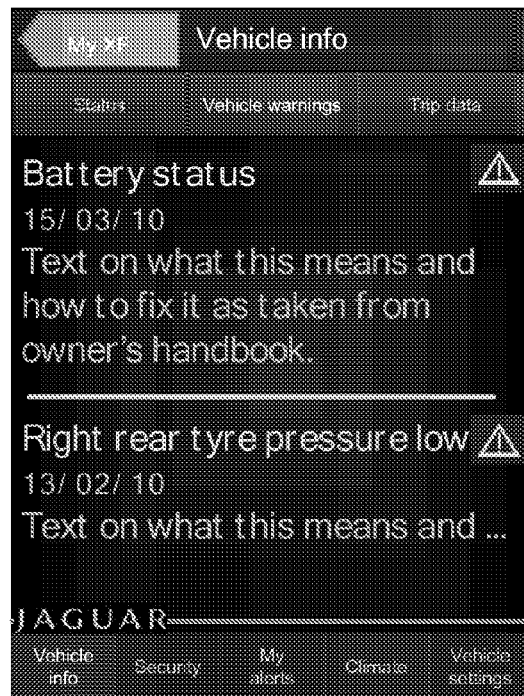 My XF
Vehicle info
Status
Vehicle warnings
Trip data
Battery status
15/ 03/ 10
Text on what this means and
how to fix it as taken from
owner's handbook.
Right rear tyre pressure low
13/ 02/ 10
Text on what this means and ...
JAGUAR
Vehicle
info
Security
My
alerts
Climate
Vehicle
settings